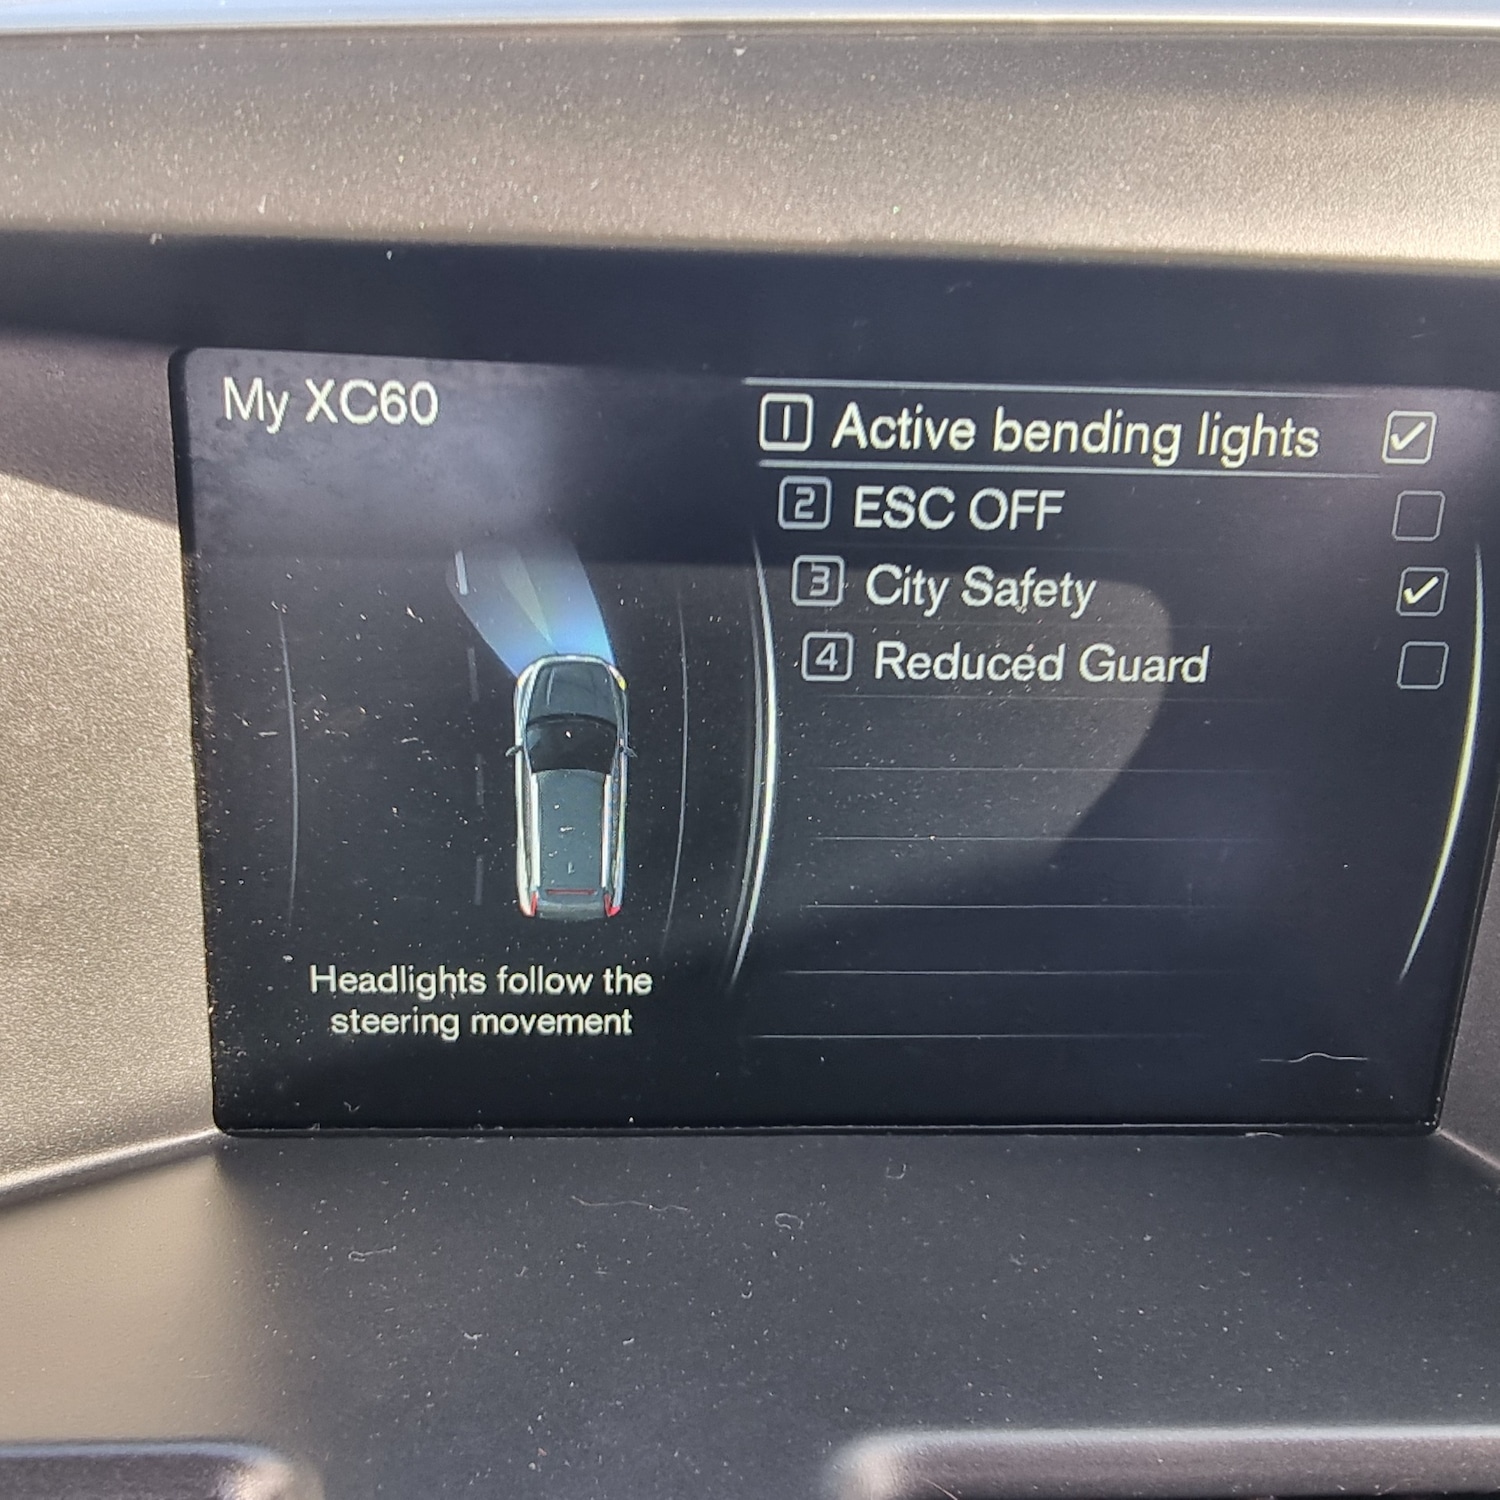 My XC60
1 Active bending lights
2 ESC OFF
3 City Safety
4 Reduced Guard
Headlights follow the
steering movement